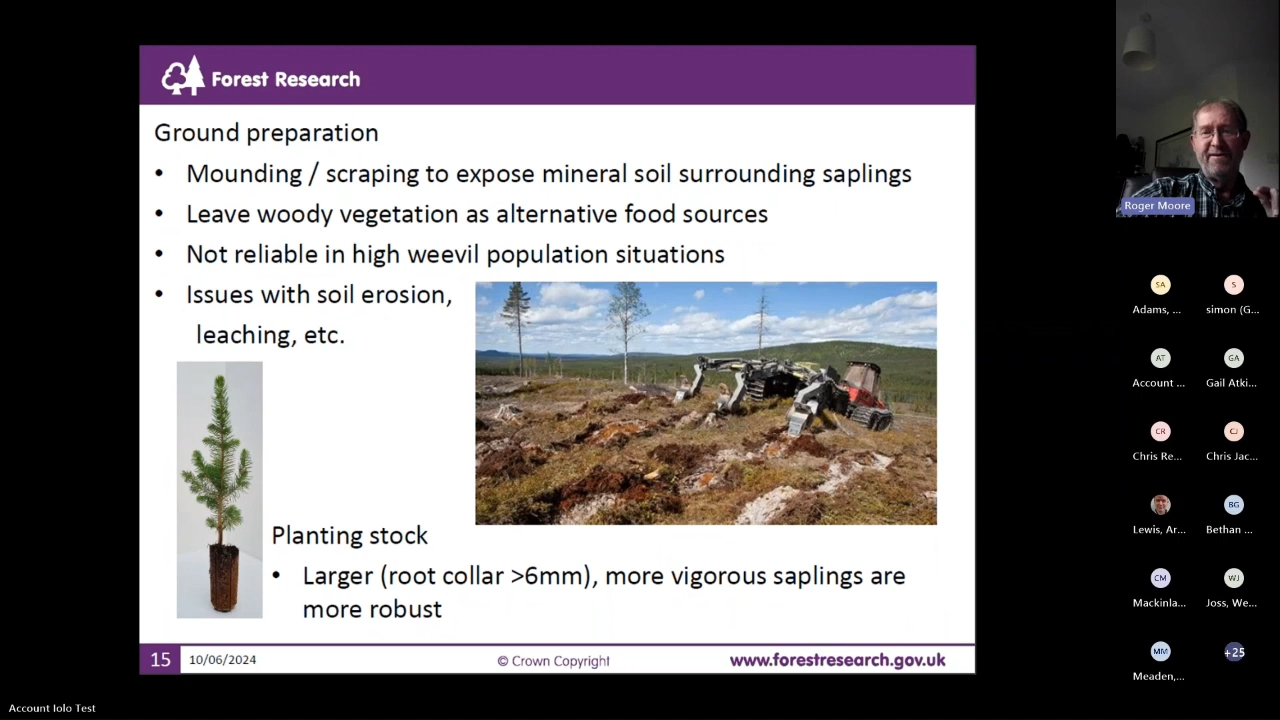 Forest Research
Ground preparation
• Mounding / scraping to expose mineral soil surrounding saplings
• Leave woody vegetation as alternative food sources
• Not reliable in high weevil population situations
• Issues with soil erosion,
leaching, etc.
Planting stock
• Larger (root collar >6mm), more vigorous saplings are
more robust
15
10/06/2024
© Crown Copyright
www.forestresearch.gov.uk
Roger Moore
SA
S
Adams, ...
simon (G...
AT
GA
Account ...
Gail Atki...
CR
CJ
Chris Re...
Chris Jac...
BG
Lewis, Ar...
Bethan ...
CM
WJ
Mackinla...
Joss, We...
MM
+25
Meaden,...
Account Iolo Test